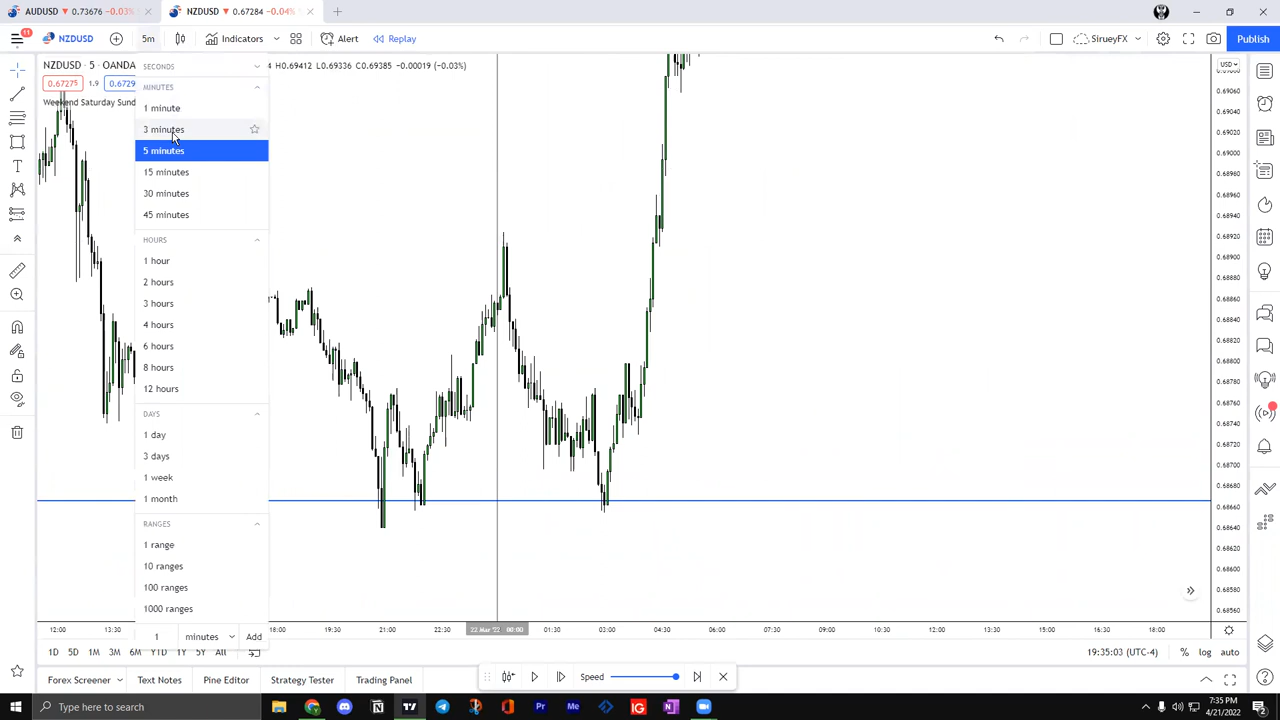 AUDUSD ▼ 0.73676 −0.03%
NZDUSD ▼ 0.67284 −0.04%
11
NZDUSD
5m
Indicators
Alert
Replay
SirueyFX
Publish
NZDUSD · 5 · OANDA
4 H0.69412 L0.69336 C0.69385 −0.00019 (−0.03%)
0.67275
1.9
0.6729
Weekend Saturday Sund
SECONDS
MINUTES
1 minute
3 minutes
5 minutes
15 minutes
30 minutes
45 minutes
HOURS
1 hour
2 hours
3 hours
4 hours
6 hours
8 hours
12 hours
DAYS
1 day
3 days
1 week
1 month
RANGES
1 range
10 ranges
100 ranges
1000 ranges
1 minutes Add
USD
0.69060
0.69040
0.69020
0.69000
0.68980
0.68960
0.68940
0.68920
0.68900
0.68880
0.68860
0.68840
0.68820
0.68800
0.68780
0.68760
0.68740
0.68720
0.68700
0.68680
0.68660
0.68640
0.68620
0.68600
0.68580
0.68560
12:00 13:30 18:00 19:30 21:00 22:30 22 Mar '22 00:00 01:30 03:00 04:30 06:00 07:30 09:00 10:30 12:00 13:30 15:00 16:30 18:00
1D 5D 1M 3M 6M YTD 1Y 5Y All
19:35:03 (UTC-4) % log auto
Forex Screener Text Notes Pine Editor Strategy Tester Trading Panel
Speed
Type here to search
Pr
Me
IG
7:35 PM
4/21/2022
2